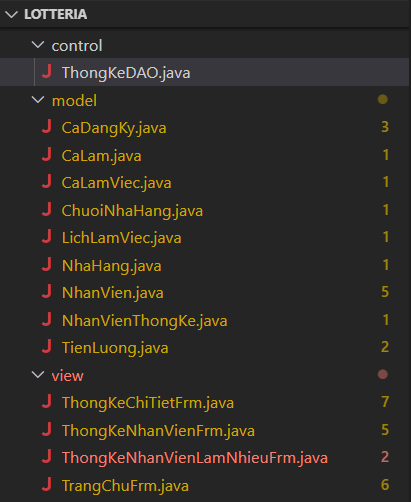 LOTTERIA
control
J ThongKeDAO.java
model
J CaDangKy.java 3
J CaLam.java 1
J CaLamViec.java 1
J ChuoiNhaHang.java 1
J LichLamViec.java 1
J NhaHang.java 1
J NhanVien.java 5
J NhanVienThongKe.java 1
J TienLuong.java 2
view
J ThongKeChiTietFrm.java 7
J ThongKeNhanVienFrm.java 5
J ThongKeNhanVienLamNhieuFrm.java 2
J TrangChuFrm.java 6